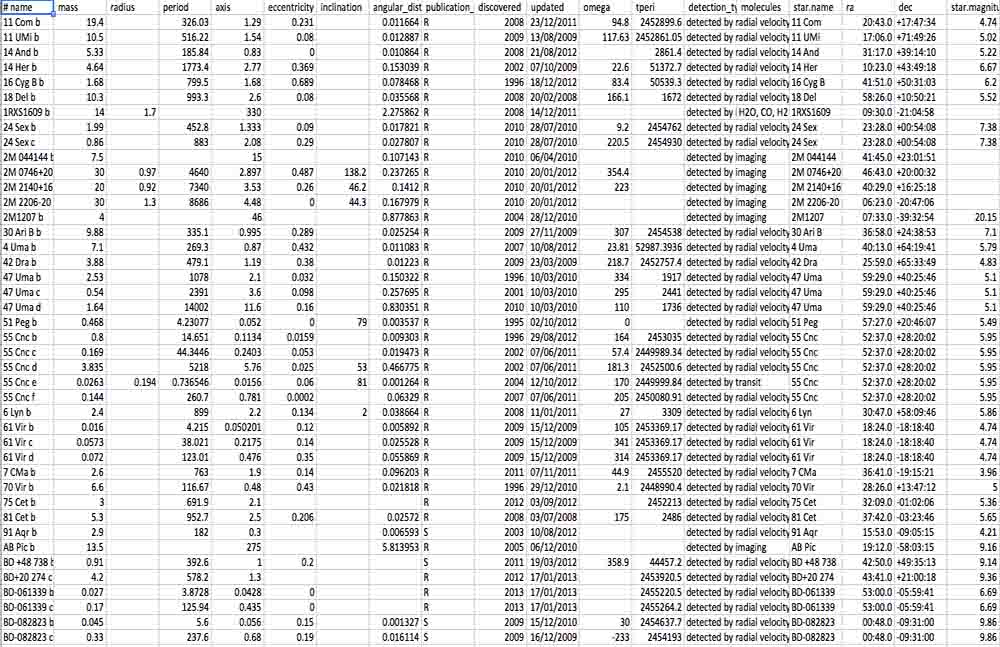 # name mass radius period axis eccentricity inclination angular_dist publication_ discovered updated omega tperi detection_ty molecules star.name ra dec star.magnitu
11 Com b 19.4 326.03 1.29 0.231 0.011664 R 2008 23/12/2011 94.8 2452899.6 detected by radial velocity 11 Com 20:43.0 +17:47:34 4.74
11 UMi b 10.5 516.22 1.54 0.08 0.012887 R 2009 13/08/2009 117.63 2452861.05 detected by radial velocity 11 UMi 17:06.0 +71:49:26 5.02
14 And b 5.33 185.84 0.83 0 0.010864 R 2008 21/08/2012 2861.4 detected by radial velocity 14 And 31:17.0 +39:14:10 5.22
14 Her b 4.64 1773.4 2.77 0.369 0.153039 R 2002 07/10/2009 22.6 51372.7 detected by radial velocity 14 Her 10:23.0 +43:49:18 6.67
16 Cyg B b 1.68 799.5 1.68 0.689 0.078468 R 1996 18/12/2012 83.4 50539.3 detected by radial velocity 16 Cyg B 41:51.0 +50:31:03 6.2
18 Del b 10.3 993.3 2.6 0.08 0.035568 R 2008 20/02/2008 166.1 1672 detected by radial velocity 18 Del 58:26.0 +10:50:21 5.52
1RXS1609 b 14 1.7 330 2.275862 R 2008 14/12/2011 detected by H2O, CO, H2 1RXS1609 09:30.0 -21:04:58
24 Sex b 1.99 452.8 1.333 0.09 0.017821 R 2010 28/07/2010 9.2 2454762 detected by radial velocity 24 Sex 23:28.0 +00:54:08 7.38
24 Sex c 0.86 883 2.08 0.29 0.027807 R 2010 28/07/2010 220.5 2454930 detected by radial velocity 24 Sex 23:28.0 +00:54:08 7.38
2M 044144 b 7.5 15 0.107143 R 2010 06/04/2010 detected by imaging 2M 044144 41:45.0 +23:01:51
2M 0746+20 30 0.97 4640 2.897 0.487 138.2 0.237265 R 2010 20/01/2012 354.4 detected by imaging 2M 0746+20 46:43.0 +20:00:32
2M 2140+16 20 0.92 7340 3.53 0.26 46.2 0.1412 R 2010 20/01/2012 223 detected by imaging 2M 2140+16 40:29.0 +16:25:18
2M 2206-20 30 1.3 8686 4.48 0 44.3 0.167979 R 2010 20/01/2012 detected by imaging 2M 2206-20 06:23.0 -20:47:06
2M1207 b 4 46 0.877863 R 2004 28/12/2010 detected by imaging 2M1207 07:33.0 -39:32:54 20.15
30 Ari B b 9.88 335.1 0.995 0.289 0.025254 R 2009 27/11/2009 307 2454538 detected by radial velocity 30 Ari B 36:58.0 +24:38:53 7.1
4 Uma b 7.1 269.3 0.87 0.432 0.011083 R 2007 10/08/2012 23.81 52987.3936 detected by radial velocity 4 Uma 40:13.0 +64:19:41 5.79
42 Dra b 3.88 479.1 1.19 0.38 0.01223 R 2009 23/03/2009 218.7 2452757.4 detected by radial velocity 42 Dra 25:59.0 +65:33:49 4.83
47 Uma b 2.53 1078 2.1 0.032 0.150322 R 1996 10/03/2010 334 1917 detected by radial velocity 47 Uma 59:29.0 +40:25:46 5.1
47 Uma c 0.54 2391 3.6 0.098 0.257695 R 2001 10/03/2010 295 2441 detected by radial velocity 47 Uma 59:29.0 +40:25:46 5.1
47 Uma d 1.64 14002 11.6 0.16 0.830351 R 2010 10/03/2010 110 1736 detected by radial velocity 47 Uma 59:29.0 +40:25:46 5.1
51 Peg b 0.468 4.23077 0.052 0 79 0.003537 R 1995 02/10/2012 0 detected by radial velocity 51 Peg 57:27.0 +20:46:07 5.49
55 Cnc b 0.8 14.651 0.1134 0.0159 0.009303 R 1996 29/08/2012 164 2453035 detected by radial velocity 55 Cnc 52:37.0 +28:20:02 5.95
55 Cnc c 0.169 44.3446 0.2403 0.053 0.019473 R 2002 07/06/2011 57.4 2449989.34 detected by radial velocity 55 Cnc 52:37.0 +28:20:02 5.95
55 Cnc d 3.835 5218 5.76 0.025 53 0.466775 R 2002 07/06/2011 181.3 2452500.6 detected by radial velocity 55 Cnc 52:37.0 +28:20:02 5.95
55 Cnc e 0.0263 0.194 0.736546 0.0156 0.06 81 0.001264 R 2004 12/10/2012 170 2449999.84 detected by transit 55 Cnc 52:37.0 +28:20:02 5.95
55 Cnc f 0.144 260.7 0.781 0.0002 0.06329 R 2007 07/06/2011 205 2450080.91 detected by radial velocity 55 Cnc 52:37.0 +28:20:02 5.95
6 Lyn b 2.4 899 2.2 0.134 2 0.038664 R 2008 11/01/2011 27 3309 detected by radial velocity 6 Lyn 30:47.0 +58:09:46 5.86
61 Vir b 0.016 4.215 0.050201 0.12 0.005892 R 2009 15/12/2009 105 2453369.17 detected by radial velocity 61 Vir 18:24.0 -18:18:40 4.74
61 Vir c 0.0573 38.021 0.2175 0.14 0.025528 R 2009 15/12/2009 341 2453369.17 detected by radial velocity 61 Vir 18:24.0 -18:18:40 4.74
61 Vir d 0.072 123.01 0.476 0.35 0.055869 R 2009 15/12/2009 314 2453369.17 detected by radial velocity 61 Vir 18:24.0 -18:18:40 4.74
7 CMa b 2.6 763 1.9 0.14 0.096203 R 2011 07/11/2011 44.9 2455520 detected by radial velocity 7 CMa 36:41.0 -19:15:21 3.96
70 Vir b 6.6 116.67 0.48 0.43 0.021818 R 1996 29/12/2010 2.1 2448990.4 detected by radial velocity 70 Vir 28:26.0 +13:47:12 5
75 Cet b 3 691.9 2.1 R 2012 03/09/2012 2452213 detected by radial velocity 75 Cet 32:09.0 -01:02:06 5.36
81 Cet b 5.3 952.7 2.5 0.206 0.02572 R 2008 03/07/2008 175 2486 detected by radial velocity 81 Cet 37:42.0 -03:23:46 5.65
91 Aqr b 2.9 182 0.3 0.006593 S 2003 10/08/2012 detected by radial velocity 91 Aqr 15:53.0 -09:05:15 4.21
AB Pic b 13.5 275 5.813953 R 2005 06/12/2010 detected by imaging AB Pic 19:12.0 -58:03:15 9.16
BD +48 738 b 0.91 392.6 1 0.2 S 2011 19/03/2012 358.9 44457.2 detected by radial velocity BD +48 738 42:50.0 +49:35:13 9.14
BD+20 274 c 4.2 578.2 1.3 R 2012 17/01/2013 2453920.5 detected by radial velocity BD+20 274 43:41.0 +21:00:18 9.36
BD-061339 b 0.027 3.8728 0.0428 0 R 2013 17/01/2013 2455220.5 detected by radial velocity BD-061339 53:00.0 -05:59:41 6.69
BD-061339 c 0.17 125.94 0.435 0 R 2013 17/01/2013 2455264.2 detected by radial velocity BD-061339 53:00.0 -05:59:41 6.69
BD-082823 b 0.045 5.6 0.056 0.15 0.001327 S 2009 15/12/2010 30 2454637.7 detected by radial velocity BD-082823 00:48.0 -09:31:00 9.86
BD-082823 c 0.33 237.6 0.68 0.19 0.016114 S 2009 16/12/2009 -233 2454193 detected by radial velocity BD-082823 00:48.0 -09:31:00 9.86